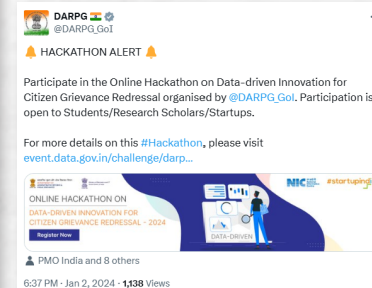 DARPG
@DARPG_GoI
HACKATHON ALERT
Participate in the Online Hackathon on Data-driven Innovation for
Citizen Grievance Redressal organised by @DARPG_GoI. Participation is
open to Students/Research Scholars/Startups.
For more details on this #Hackathon, please visit
event.data.gov.in/challenge/darp...
NIC
#startupindi
ONLINE HACKATHON ON
DATA-DRIVEN INNOVATION FOR
CITIZEN GRIEVANCE REDRESSAL - 2024
Register Now
DATA-DRIVEN
PMO India and 8 others
6:37 PM · Jan 2, 2024 · 1,138 Views